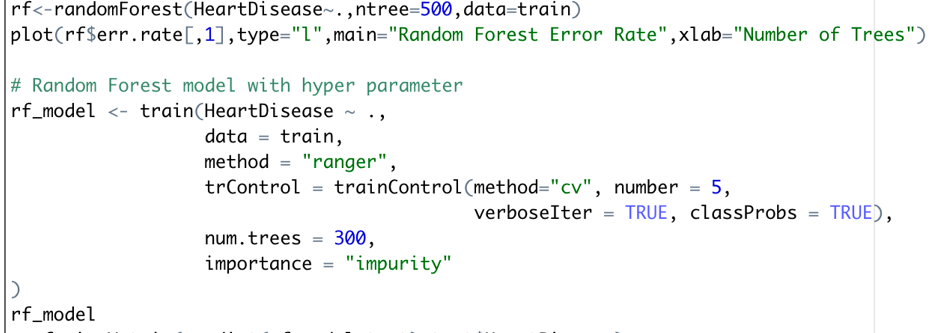 rf<-randomForest(HeartDisease~.,ntree=500,data=train)
plot(rf$err.rate[,1],type="l",main="Random Forest Error Rate",xlab="Number of Trees")
# Random Forest model with hyper parameter
rf_model <- train(HeartDisease ~ .,
data = train,
method = "ranger",
trControl = trainControl(method="cv", number = 5,
verboseIter = TRUE, classProbs = TRUE),
num.trees = 300,
importance = "impurity"
)
rf_model